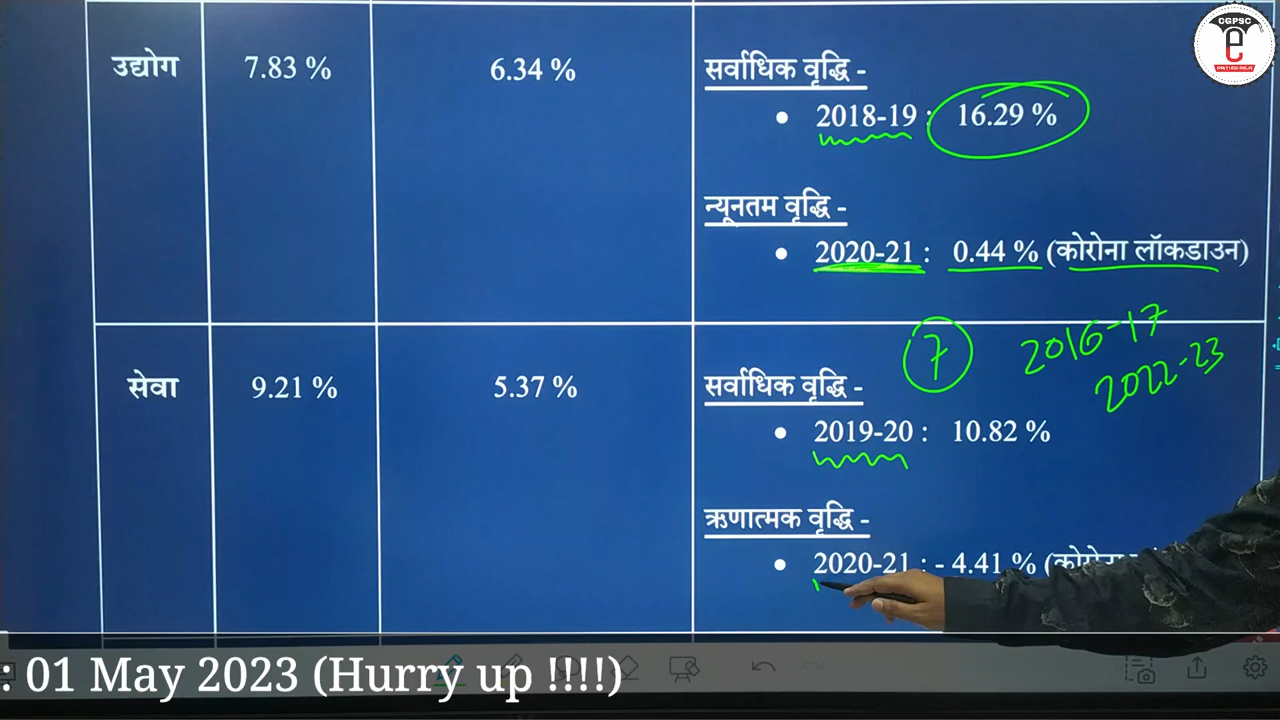 CGPSC
PATHSHALA
उद्योग 7.83 % 6.34 % सर्वाधिक वृद्धि -
• 2018-19 : 16.29 %
न्यूनतम वृद्धि -
• 2020-21 : 0.44 % (कोरोना लॉकडाउन)
7 2016-17
2022-23
सेवा 9.21 % 5.37 % सर्वाधिक वृद्धि -
• 2019-20 : 10.82 %
ऋणात्मक वृद्धि -
• 2020-21 : - 4.41 % (कोरोना
: 01 May 2023 (Hurry up !!!!)